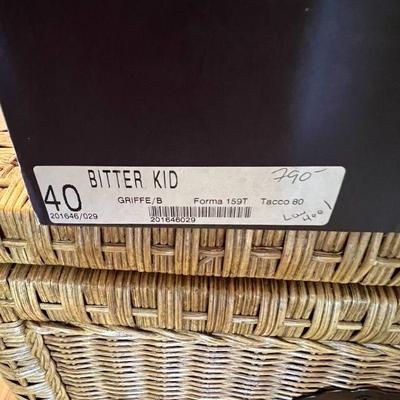 BITTER KID 790-
40 GRIFFE/B Forma 159T Tacco 80
201646/029 201646029